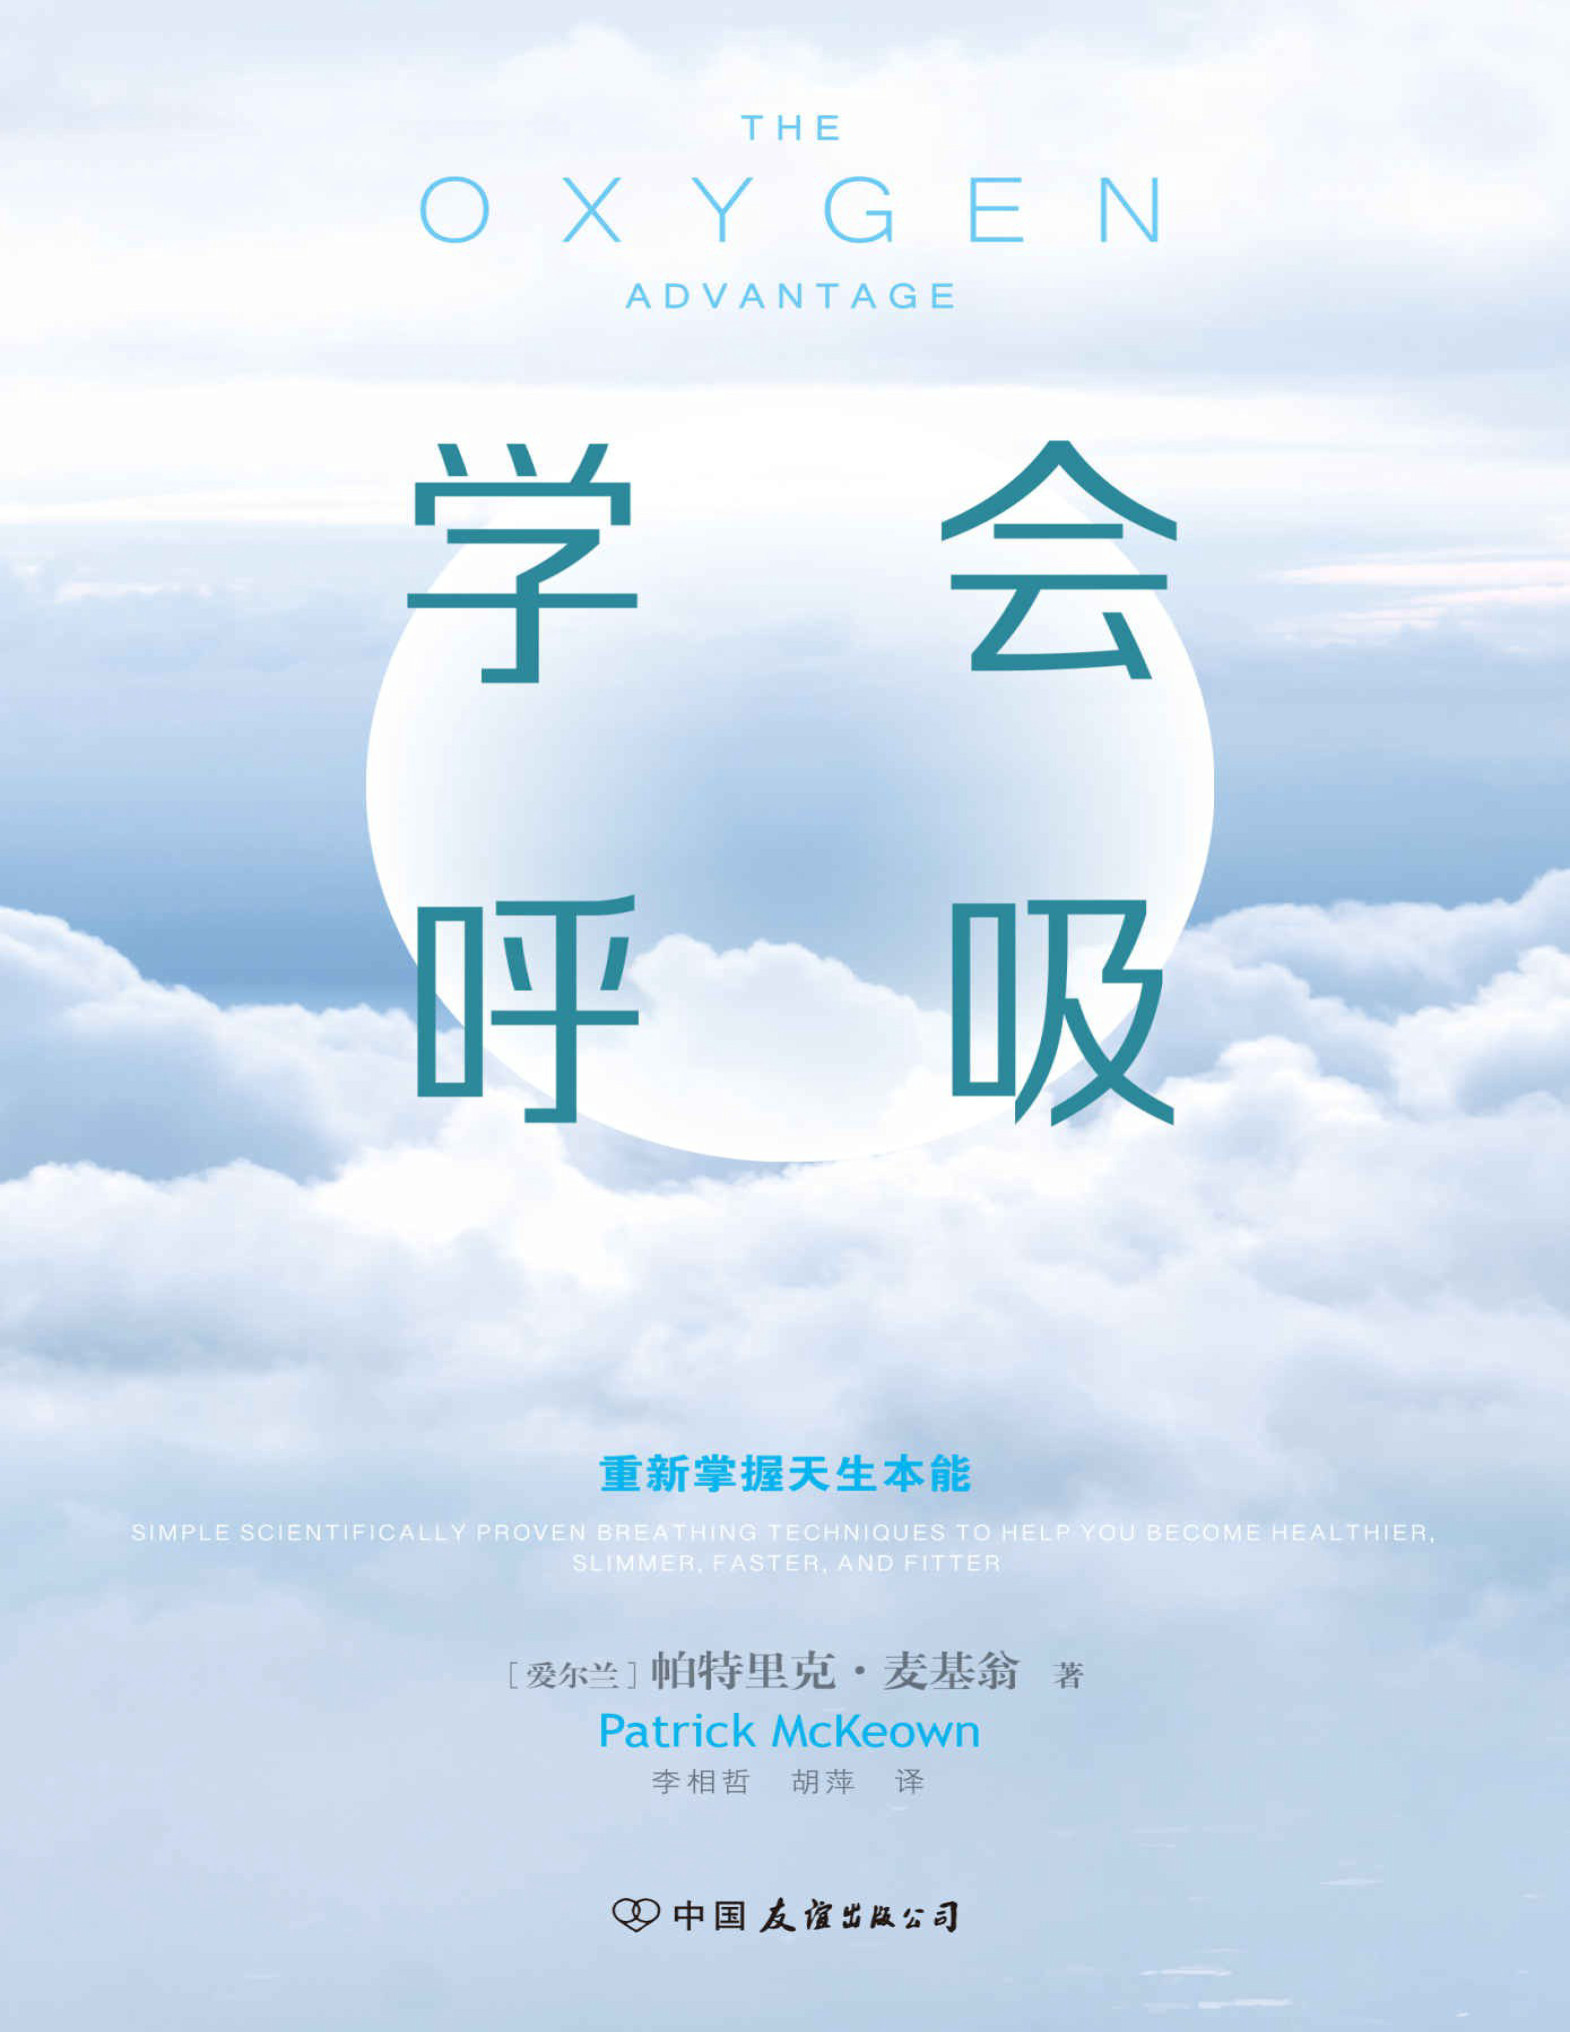 THE
OXYGEN
ADVANTAGE
学会
呼吸
重新掌握天生本能
SIMPLE SCIENTIFICALLY PROVEN BREATHING TECHNIQUES TO HELP YOU BECOME HEALTHIER,
SLIMMER, FASTER, AND FITTER
[爱尔兰] 帕特里克·麦基翁 著
Patrick McKeown
李相哲 胡萍 译
中国友谊出版公司